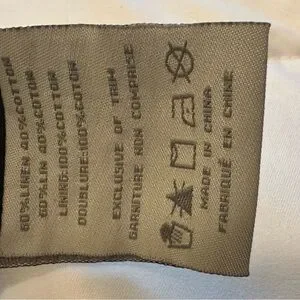 60%LINEN 40%COTTON
60%LIN 40%COTON
LINING:100%COTTON
DOUBLURE:100%COTON
EXCLUSIVE OF TRIM
GARNITURE NON COMPRISE
MADE IN CHINA
FABRIQUÉ EN CHINE